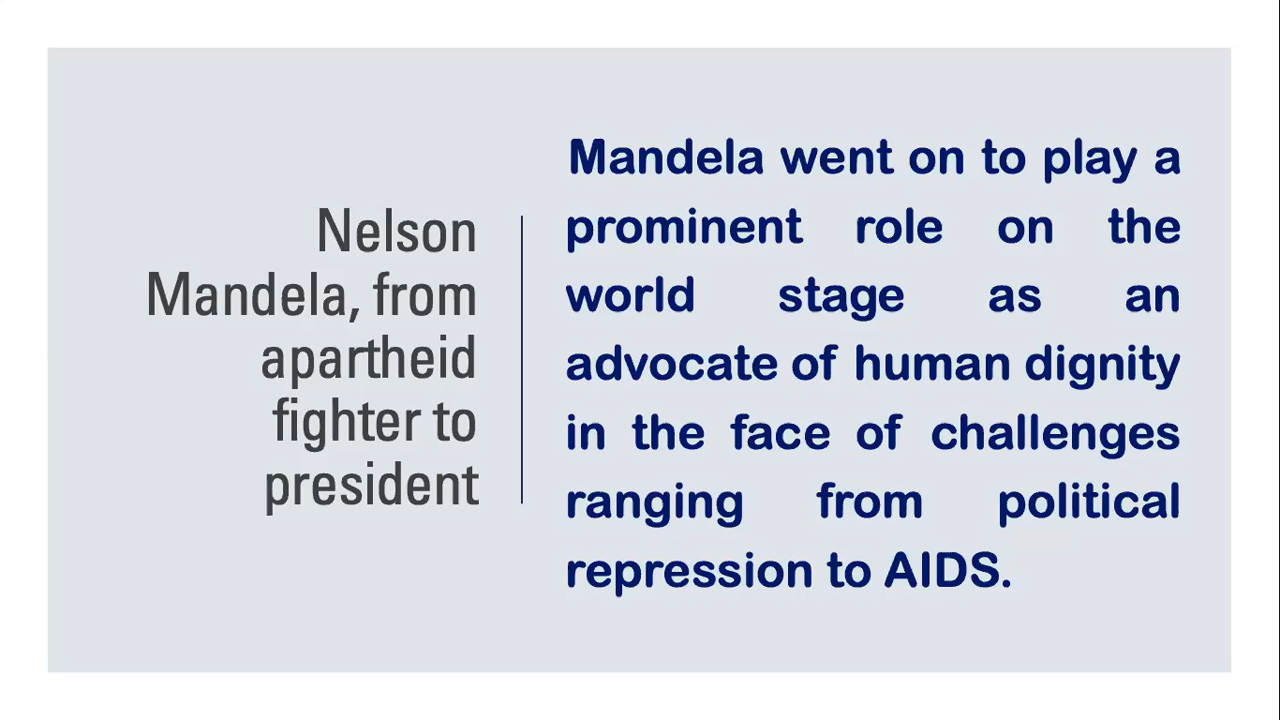 Nelson
Mandela, from
apartheid
fighter to
president
Mandela went on to play a
prominent role on the
world stage as an
advocate of human dignity
in the face of challenges
ranging from political
repression to AIDS.